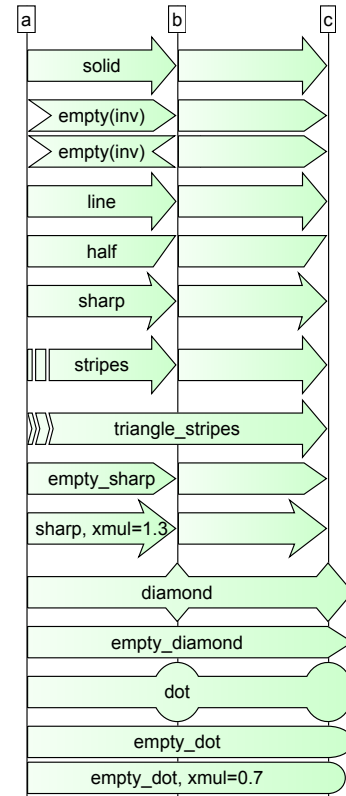 a b c
solid
empty(inv)
empty(inv)
line
half
sharp
stripes
triangle_stripes
empty_sharp
sharp, xmul=1.3
diamond
empty_diamond
dot
empty_dot
empty_dot, xmul=0.7